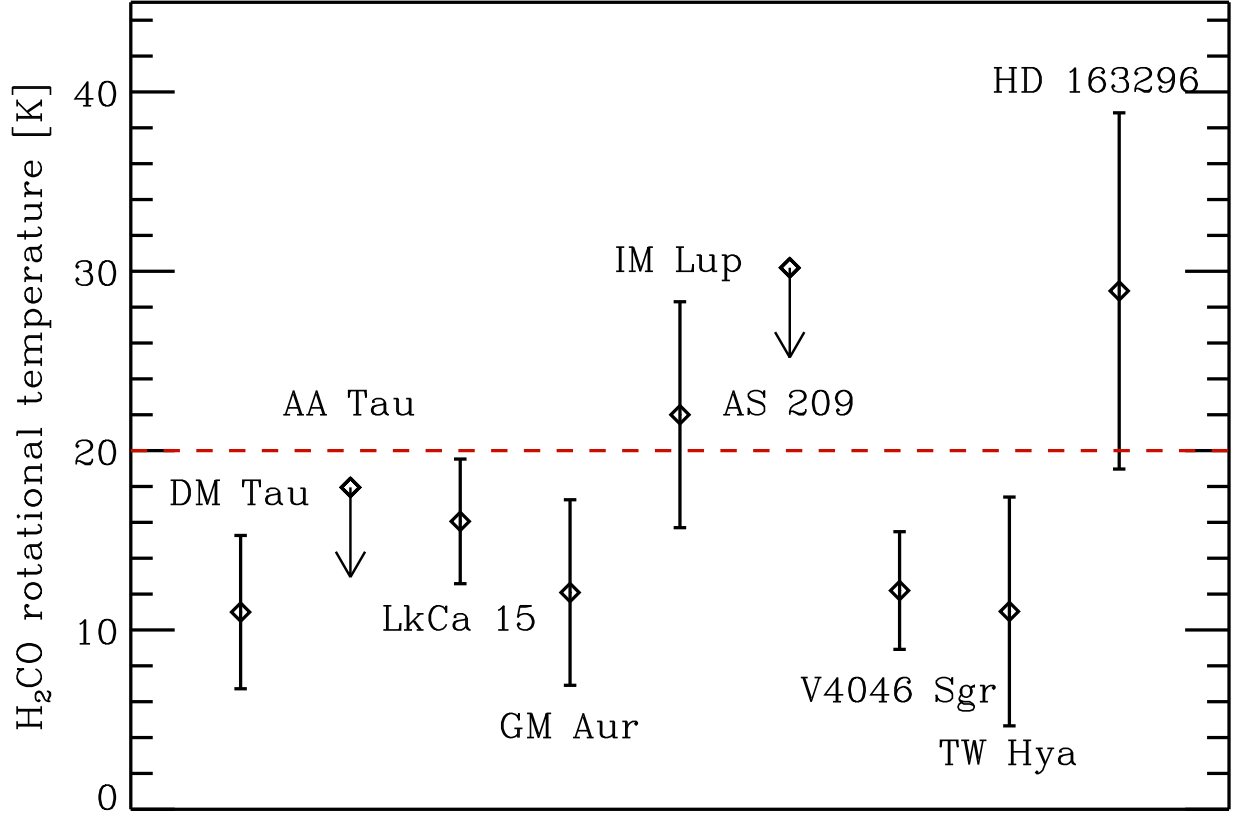 HD 163296
40
IM Lup
30
AA Tau
AS 209
20
DM Tau
LkCa 15
10
V4046 Sgr
GM Aur
TW Hya
0
H₂CO rotational temperature [K]